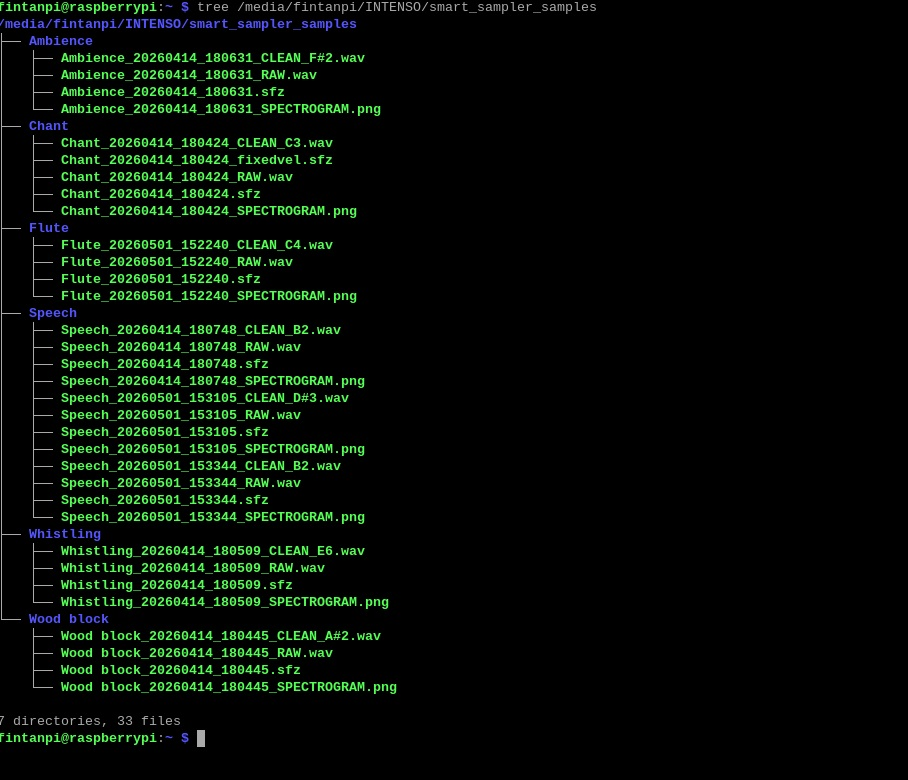 fintanpi@raspberrypi:~ $ tree /media/fintanpi/INTENSO/smart_sampler_samples
/media/fintanpi/INTENSO/smart_sampler_samples
├── Ambience
│   ├── Ambience_20260414_180631_CLEAN_F#2.wav
│   ├── Ambience_20260414_180631_RAW.wav
│   ├── Ambience_20260414_180631.sfz
│   └── Ambience_20260414_180631_SPECTROGRAM.png
├── Chant
│   ├── Chant_20260414_180424_CLEAN_C3.wav
│   ├── Chant_20260414_180424_fixedvel.sfz
│   ├── Chant_20260414_180424_RAW.wav
│   ├── Chant_20260414_180424.sfz
│   └── Chant_20260414_180424_SPECTROGRAM.png
├── Flute
│   ├── Flute_20260501_152240_CLEAN_C4.wav
│   ├── Flute_20260501_152240_RAW.wav
│   ├── Flute_20260501_152240.sfz
│   └── Flute_20260501_152240_SPECTROGRAM.png
├── Speech
│   ├── Speech_20260414_180748_CLEAN_B2.wav
│   ├── Speech_20260414_180748_RAW.wav
│   ├── Speech_20260414_180748.sfz
│   ├── Speech_20260414_180748_SPECTROGRAM.png
│   ├── Speech_20260501_153105_CLEAN_D#3.wav
│   ├── Speech_20260501_153105_RAW.wav
│   ├── Speech_20260501_153105.sfz
│   ├── Speech_20260501_153105_SPECTROGRAM.png
│   ├── Speech_20260501_153344_CLEAN_B2.wav
│   ├── Speech_20260501_153344_RAW.wav
│   ├── Speech_20260501_153344.sfz
│   └── Speech_20260501_153344_SPECTROGRAM.png
├── Whistling
│   ├── Whistling_20260414_180509_CLEAN_E6.wav
│   ├── Whistling_20260414_180509_RAW.wav
│   ├── Whistling_20260414_180509.sfz
│   └── Whistling_20260414_180509_SPECTROGRAM.png
└── Wood block
    ├── Wood block_20260414_180445_CLEAN_A#2.wav
    ├── Wood block_20260414_180445_RAW.wav
    ├── Wood block_20260414_180445.sfz
    └── Wood block_20260414_180445_SPECTROGRAM.png

7 directories, 33 files
fintanpi@raspberrypi:~ $